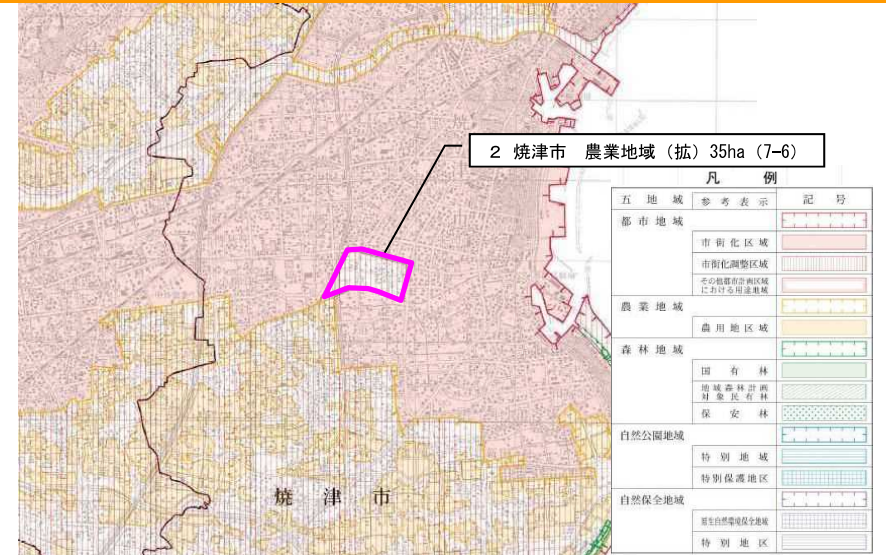 2 焼津市 農業地域（拡）35ha（7-6）
凡 例
五地域 参考表示 記号
都市地域
市街化区域
市街化調整区域
その他都市計画区域
における用途地域
農業地域
農用地区域
森林地域
国有林
地域森林計画
対象民有林
保安林
自然公園地域
特別地域
特別保護地区
自然保全地域
原生自然環境保全地域
特別地区
焼津市